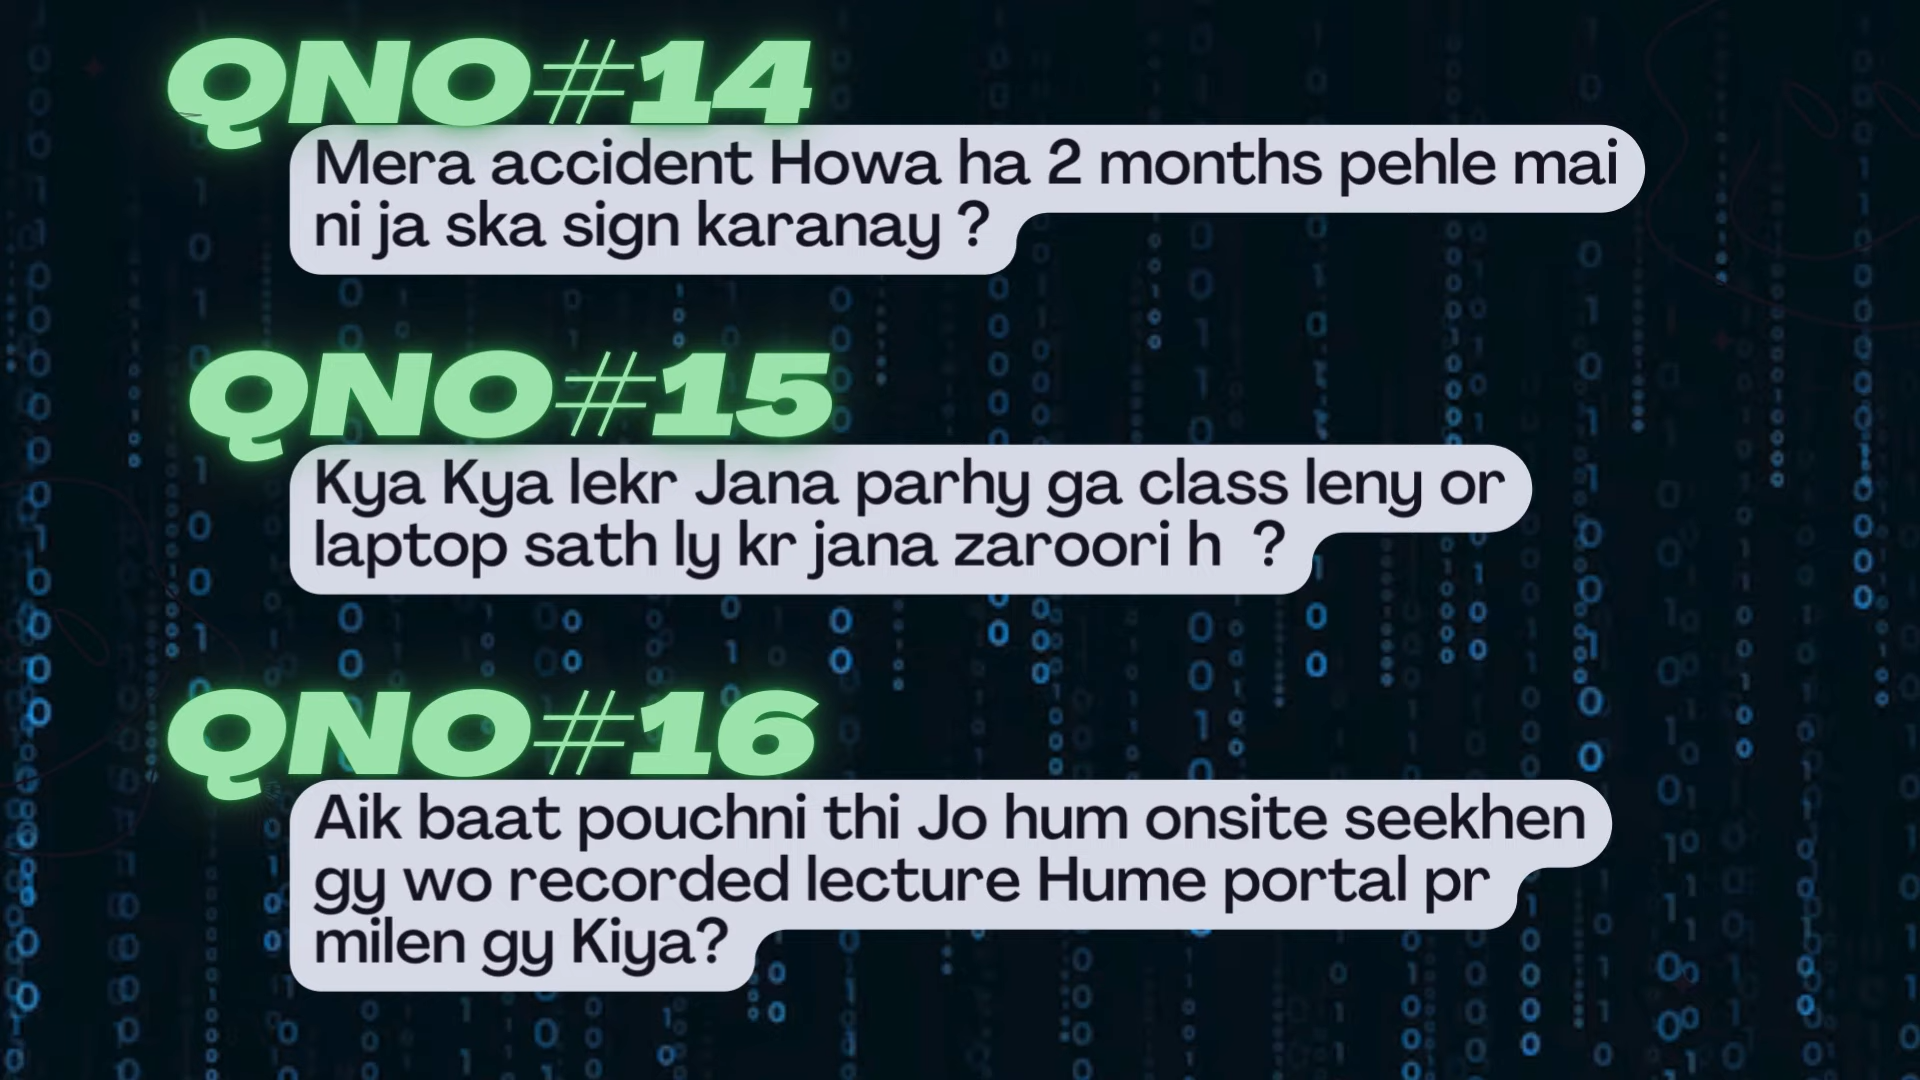 QNO#14
Mera accident Howa ha 2 months pehle mai
ni ja ska sign karanay ?
QNO#15
Kya Kya lekr Jana parhy ga class leny or
laptop sath ly kr jana zaroori h ?
QNO#16
Aik baat pouchni thi Jo hum onsite seekhen
gy wo recorded lecture Hume portal pr
milen gy Kiya?